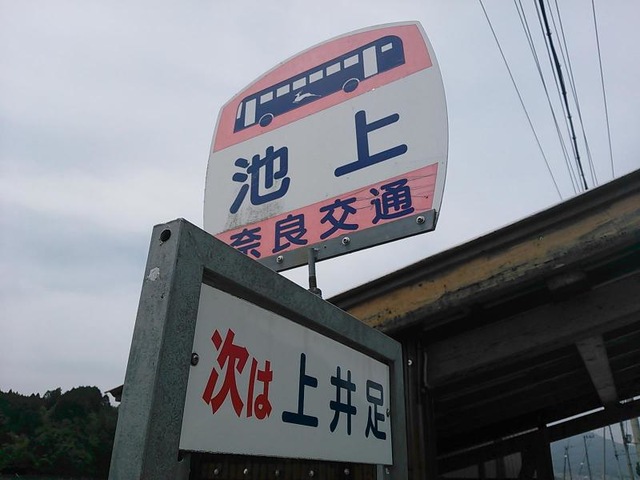 池上
奈良交通
次は 上井足